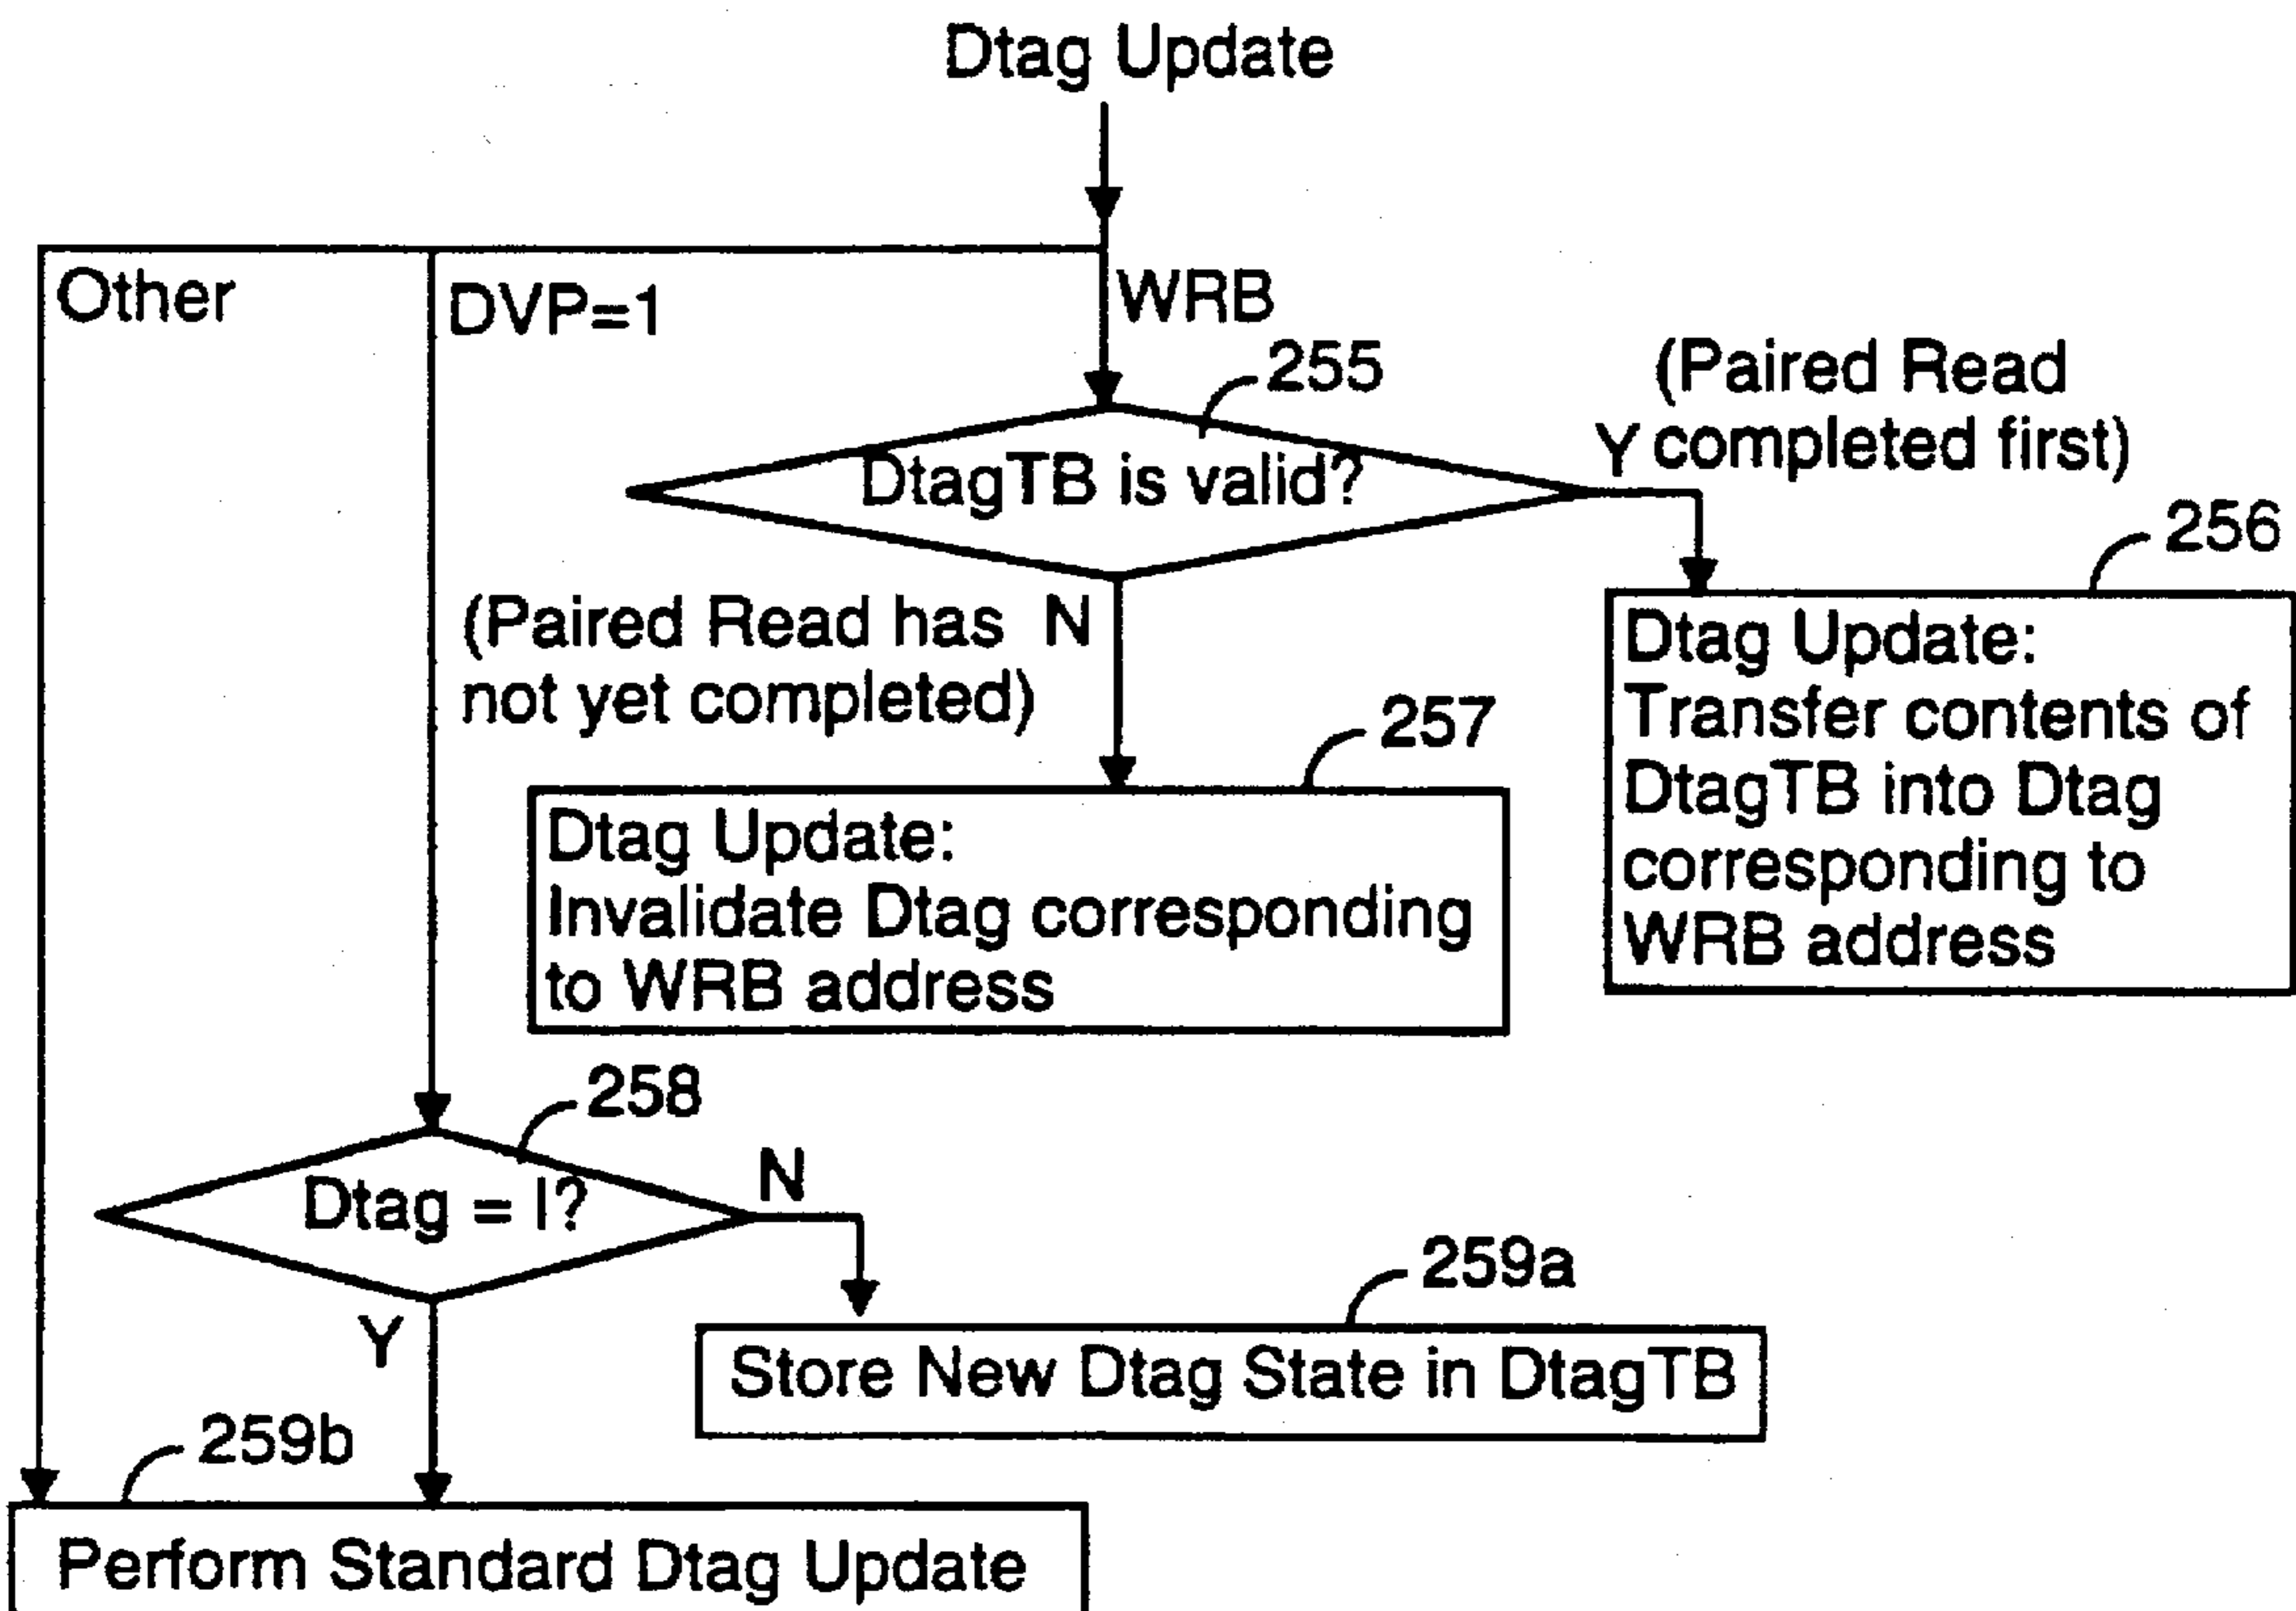 Dtag Update
Other
DVP=1
WRB
255
(Paired Read
Y completed first)
DtagTB is valid?
256
(Paired Read has N
not yet completed)
Dtag Update:
Transfer contents of
DtagTB into Dtag
corresponding to
WRB address
257
Dtag Update:
Invalidate Dtag corresponding
to WRB address
258
Dtag = I?
N
259a
Y
Store New Dtag State in DtagTB
259b
Perform Standard Dtag Update